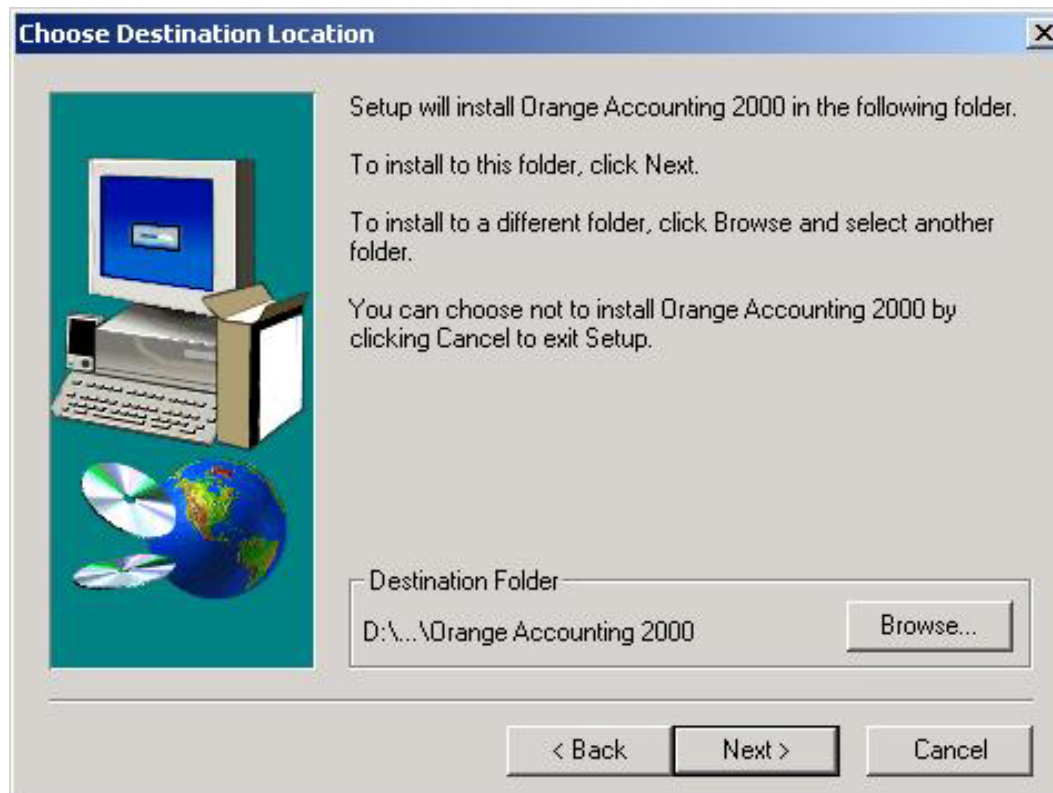 Choose Destination Location
Setup will install Orange Accounting 2000 in the following folder.
To install to this folder, click Next.
To install to a different folder, click Browse and select another
folder.
You can choose not to install Orange Accounting 2000 by
clicking Cancel to exit Setup.
Destination Folder
D:\...\Orange Accounting 2000
Browse...
< Back
Next >
Cancel